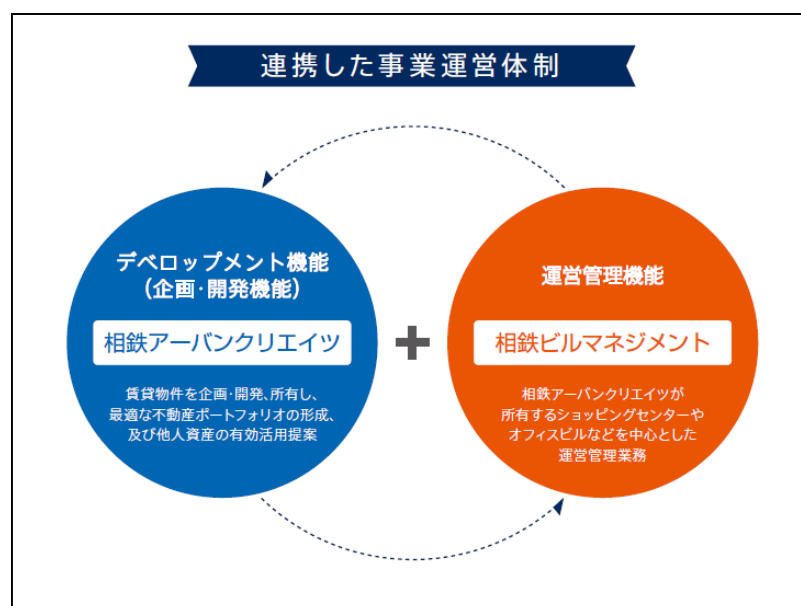 連携した事業運営体制
デベロップメント機能
（企画・開発機能）
相鉄アーバンクリエイツ
賃貸物件を企画・開発、所有し、
最適な不動産ポートフォリオの形成、
及び他人資産の有効活用提案
+
運営管理機能
相鉄ビルマネジメント
相鉄アーバンクリエイツが
所有するショッピングセンターや
オフィスビルなどを中心とした
運営管理業務